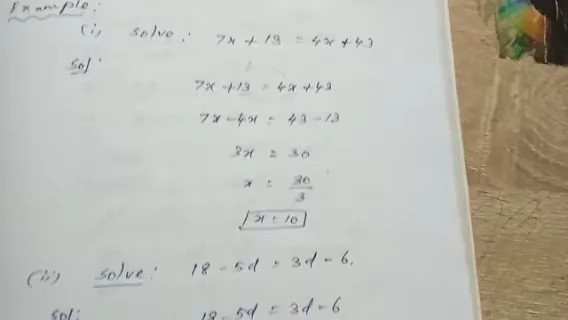 Example:
(i) solve: 7x + 13 = 4x + 43
sol:
7x + 13 = 4x + 43
7x - 4x = 43 - 13
3x = 30
x = 30/3
x = 10
(ii) solve: 18 - 5d = 3d - 6.
sol: 18 - 5d = 3d - 6